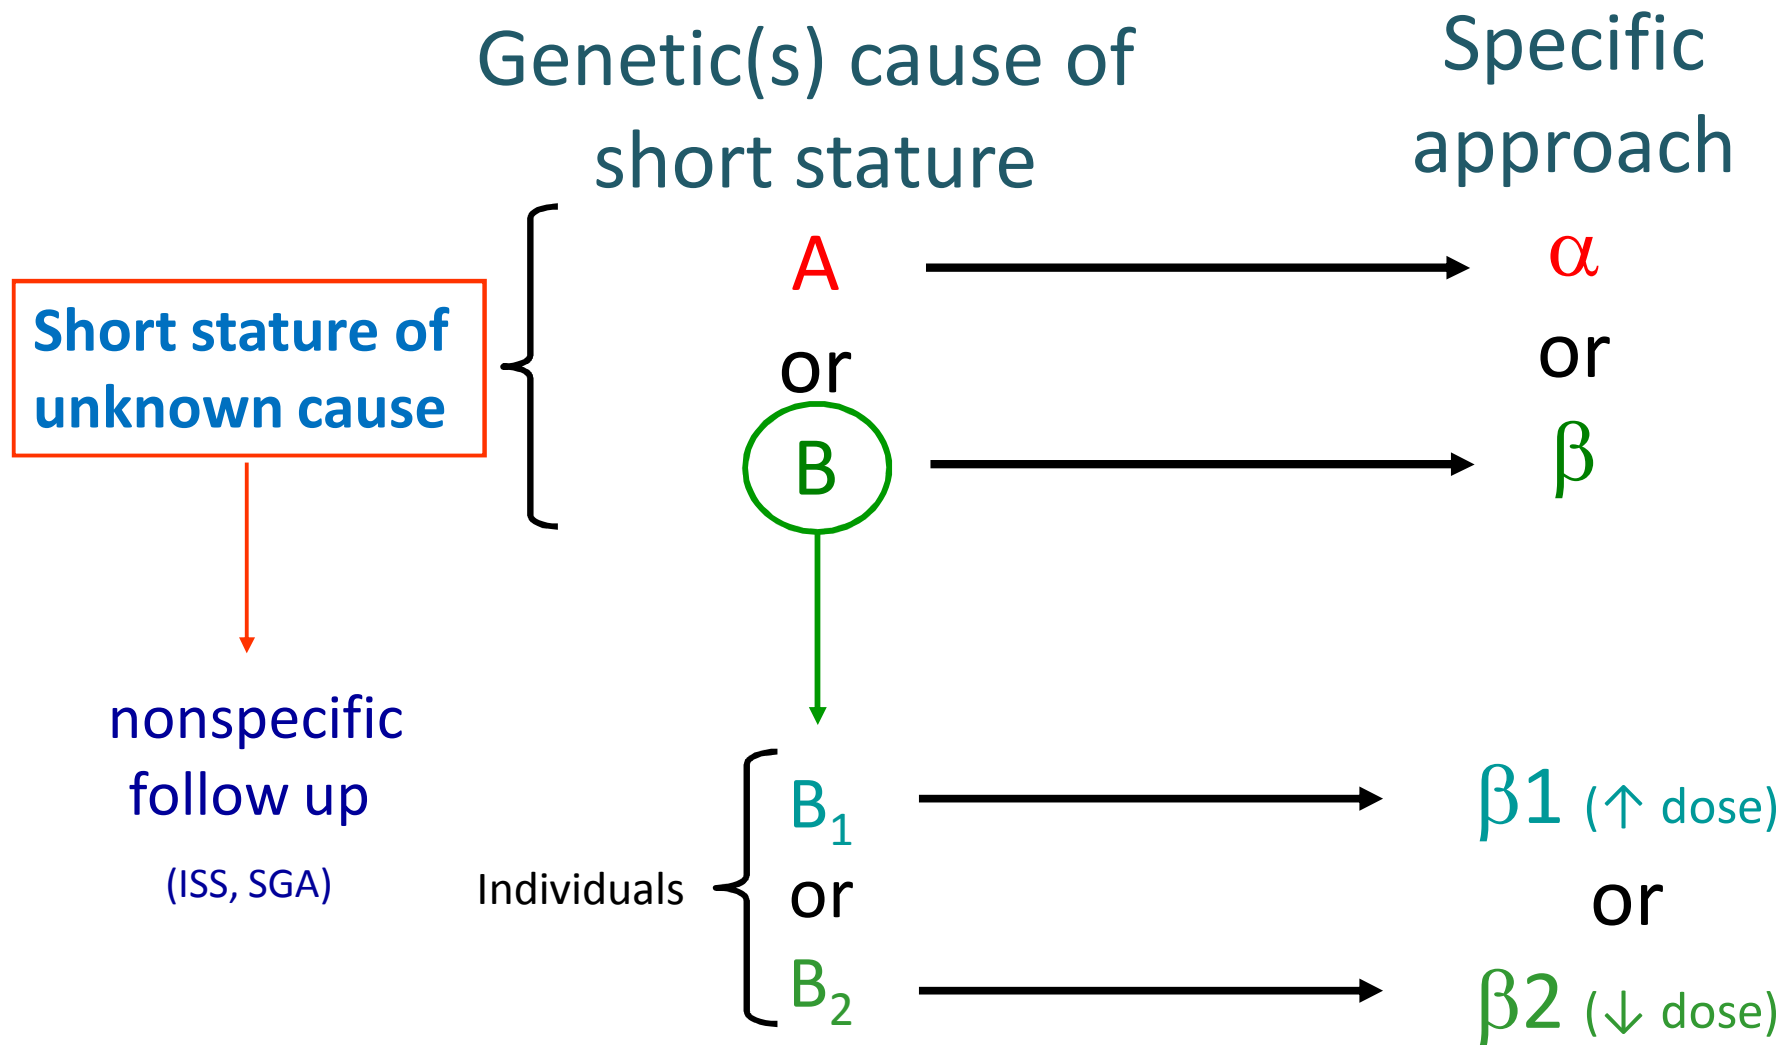 Genetic(s) cause of
short stature
Specific
approach
Short stature of
unknown cause
A
or
B
α
or
β
nonspecific
follow up
(ISS, SGA)
Individuals
B₁
or
B₂
β1 (↑ dose)
or
β2 (↓ dose)